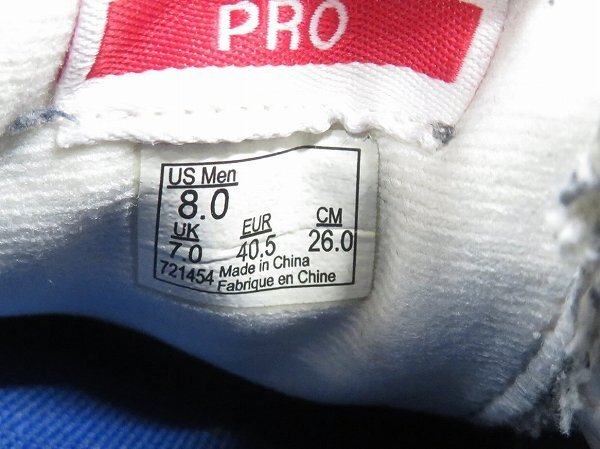 PRO
US Men
8.0
UK EUR CM
7.0 40.5 26.0
721454 Made in China
Fabrique en Chine